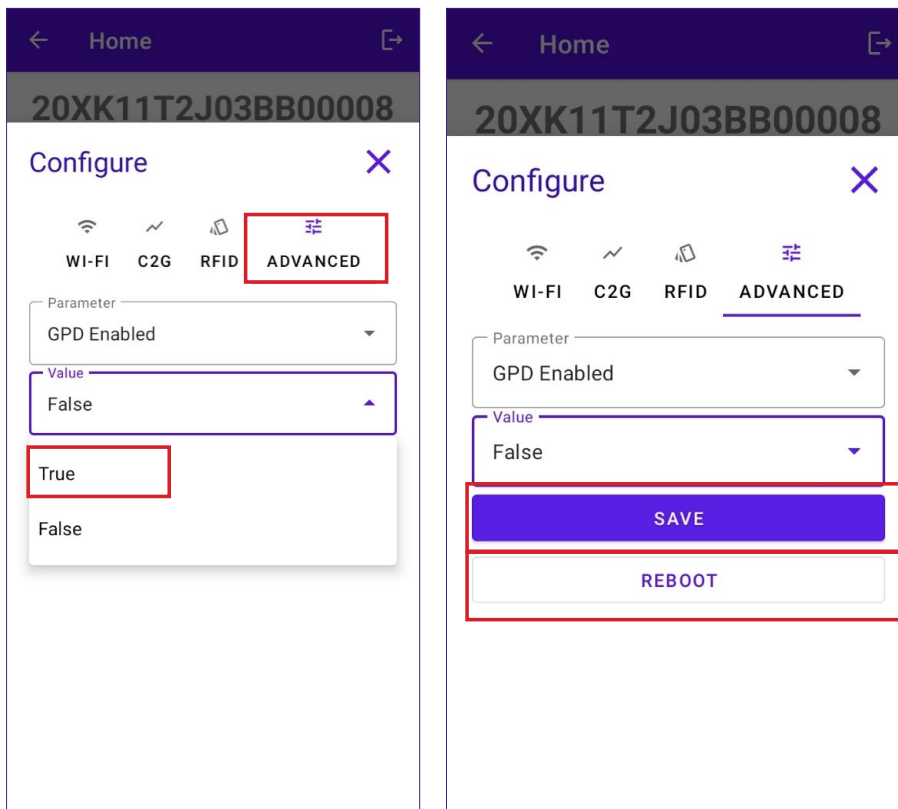 Home
20XK11T2J03BB00008
Configure
WI-FI C2G RFID ADVANCED
Parameter
GPD Enabled
Value
False
True
False
Home
20XK11T2J03BB00008
Configure
WI-FI C2G RFID ADVANCED
Parameter
GPD Enabled
Value
False
SAVE
REBOOT